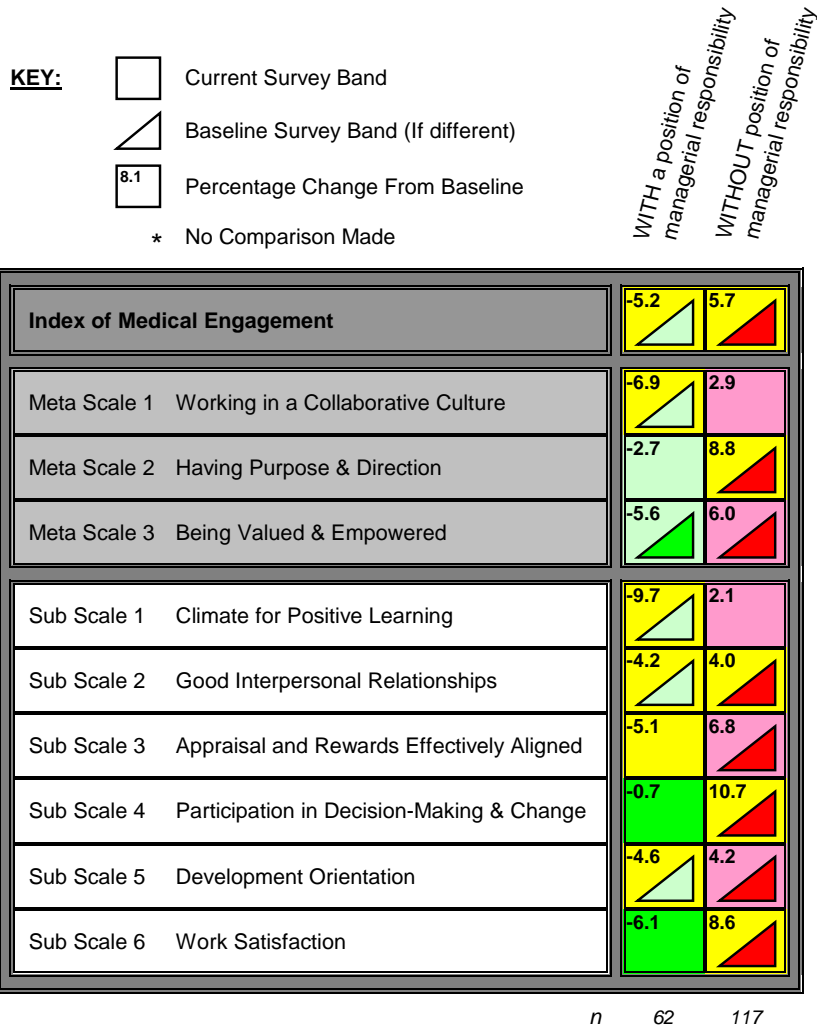 KEY:
Current Survey Band
Baseline Survey Band (If different)
8.1
Percentage Change From Baseline
* No Comparison Made
WITH a position of
managerial responsibility
WITHOUT position of
managerial responsibility
Index of Medical Engagement -5.2 5.7
Meta Scale 1 Working in a Collaborative Culture -6.9 2.9
Meta Scale 2 Having Purpose & Direction -2.7 8.8
Meta Scale 3 Being Valued & Empowered -5.6 6.0
Sub Scale 1 Climate for Positive Learning -9.7 2.1
Sub Scale 2 Good Interpersonal Relationships -4.2 4.0
Sub Scale 3 Appraisal and Rewards Effectively Aligned -5.1 6.8
Sub Scale 4 Participation in Decision-Making & Change -0.7 10.7
Sub Scale 5 Development Orientation -4.6 4.2
Sub Scale 6 Work Satisfaction -6.1 8.6
n 62 117